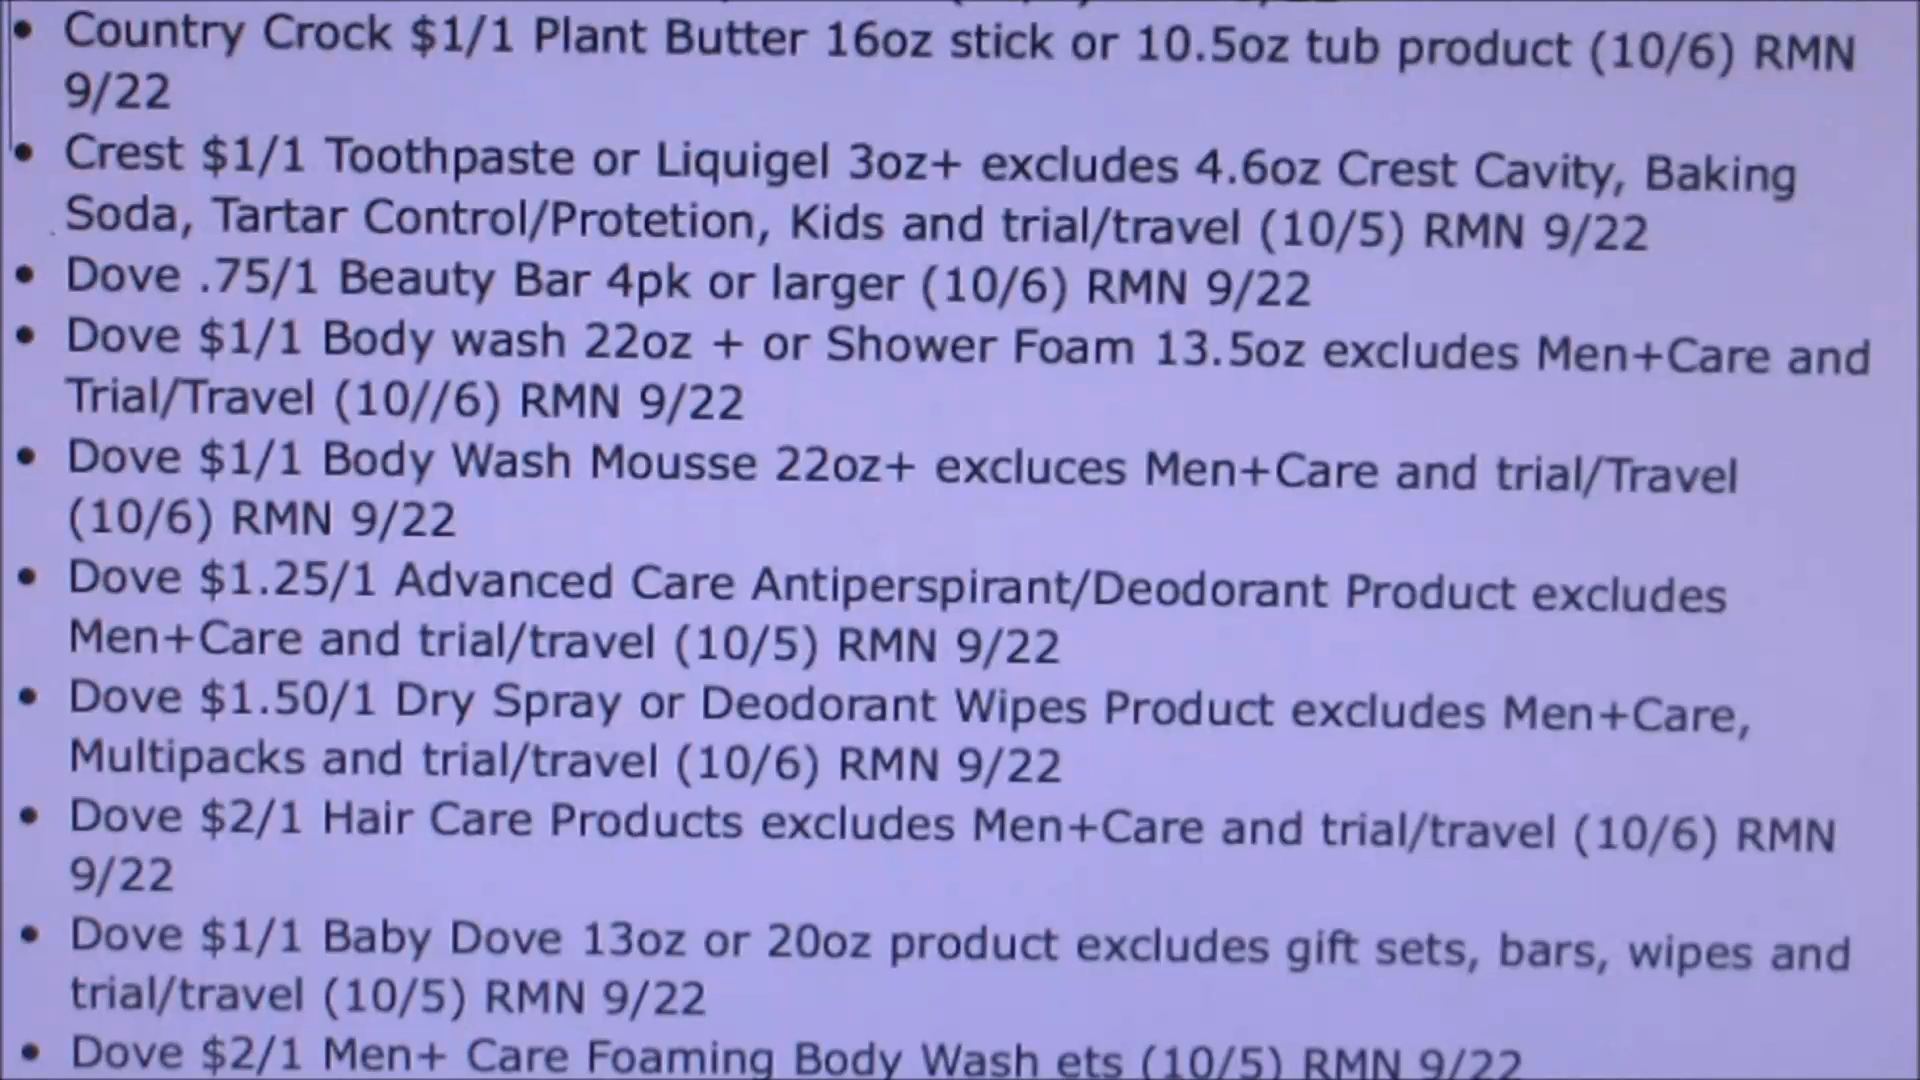 • Country Crock $1/1 Plant Butter 16oz stick or 10.5oz tub product (10/6) RMN
9/22
• Crest $1/1 Toothpaste or Liquigel 3oz+ excludes 4.6oz Crest Cavity, Baking
Soda, Tartar Control/Protetion, Kids and trial/travel (10/5) RMN 9/22
• Dove .75/1 Beauty Bar 4pk or larger (10/6) RMN 9/22
• Dove $1/1 Body wash 22oz + or Shower Foam 13.5oz excludes Men+Care and
Trial/Travel (10//6) RMN 9/22
• Dove $1/1 Body Wash Mousse 22oz+ excluces Men+Care and trial/Travel
(10/6) RMN 9/22
• Dove $1.25/1 Advanced Care Antiperspirant/Deodorant Product excludes
Men+Care and trial/travel (10/5) RMN 9/22
• Dove $1.50/1 Dry Spray or Deodorant Wipes Product excludes Men+Care,
Multipacks and trial/travel (10/6) RMN 9/22
• Dove $2/1 Hair Care Products excludes Men+Care and trial/travel (10/6) RMN
9/22
• Dove $1/1 Baby Dove 13oz or 20oz product excludes gift sets, bars, wipes and
trial/travel (10/5) RMN 9/22
• Dove $2/1 Men+ Care Foaming Body Wash ets (10/5) RMN 9/22